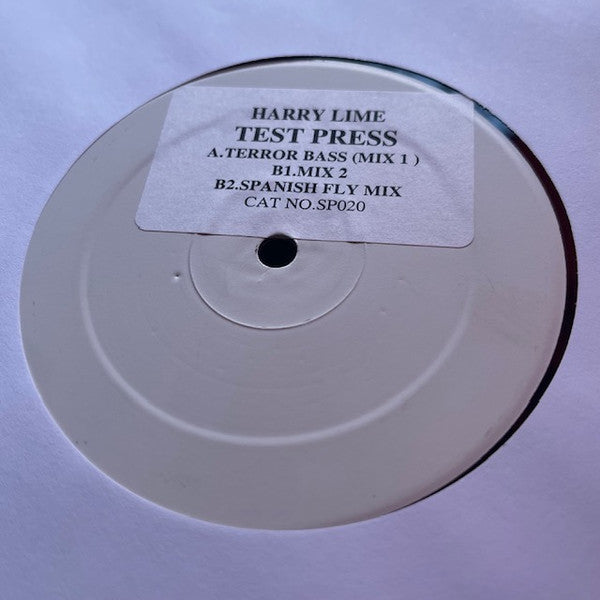 HARRY LIME
TEST PRESS
A.TERROR BASS (MIX 1 )
B1.MIX 2
B2.SPANISH FLY MIX
CAT NO.SP020